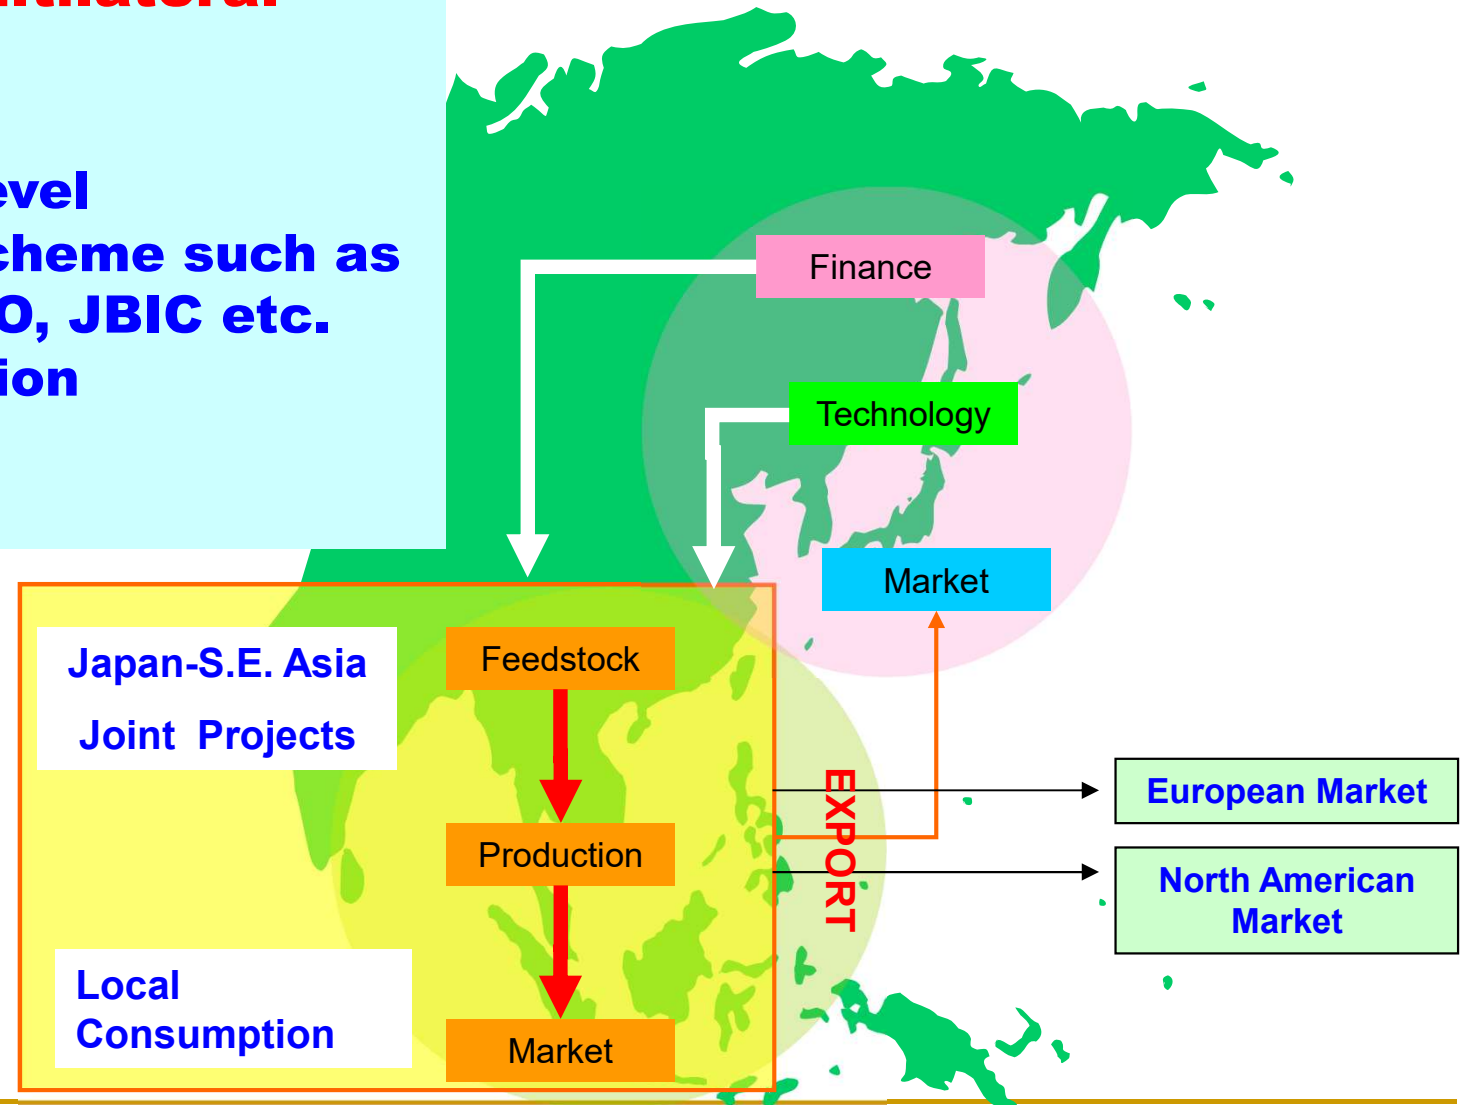 evel
cheme such as
O, JBIC etc.
ion
Finance
Technology
Market
Japan-S.E. Asia
Joint Projects
Feedstock
Production
Market
Local
Consumption
EXPORT
European Market
North American
Market